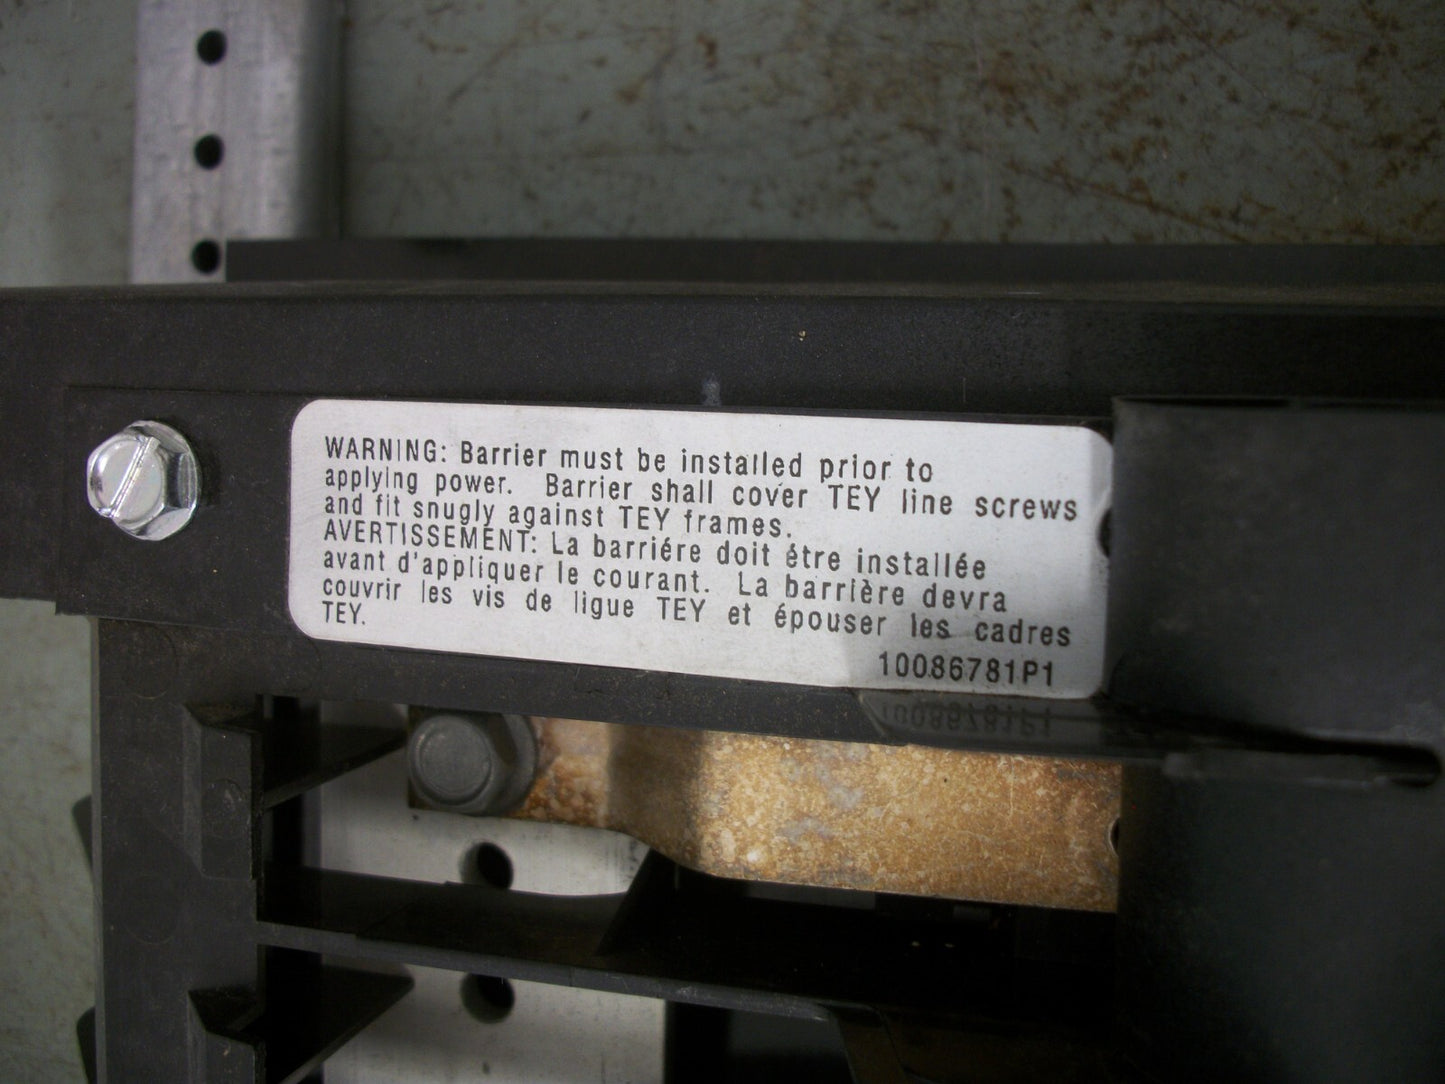 WARNING: Barrier must be installed prior to
applying power. Barrier shall cover TEY line screws
and fit snugly against TEY frames.
AVERTISSEMENT: La barriére doit étre installée
avant d'appliquer le courant. La barrière devra
couvrir les vis de ligue TEY et épouser les cadres
TEY.
10086781P1